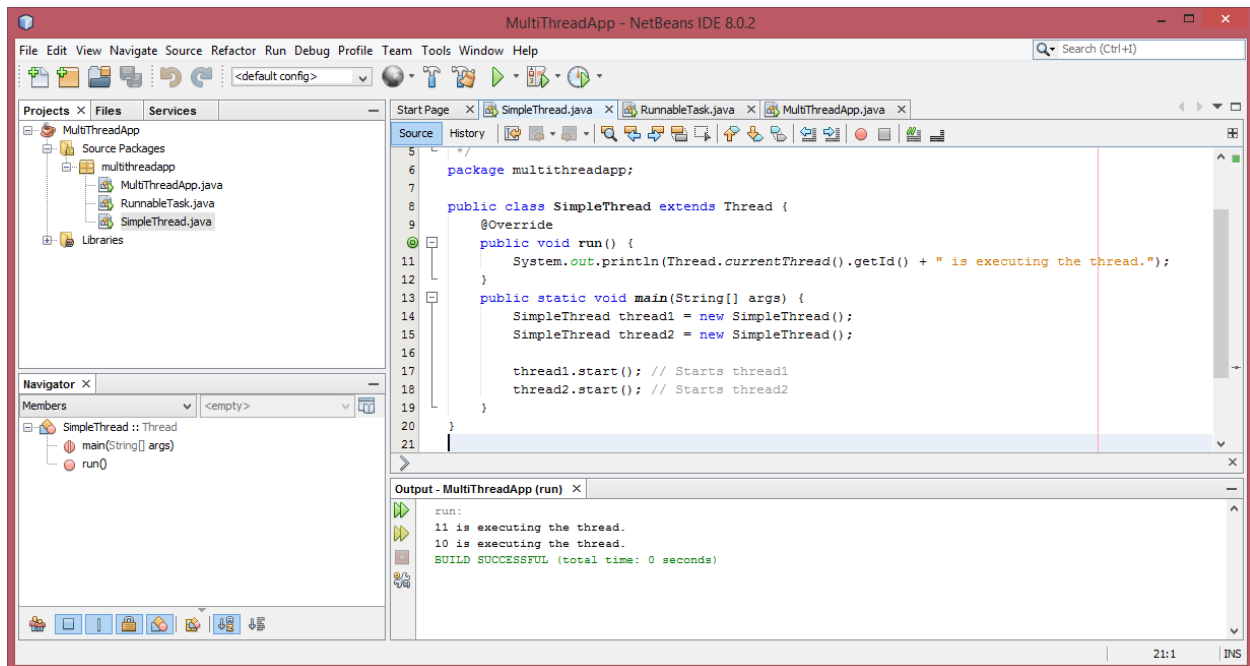 MultiThreadApp - NetBeans IDE 8.0.2
File Edit View Navigate Source Refactor Run Debug Profile Team Tools Window Help
Search (Ctrl+I)
<default config>
Projects Files Services
MultiThreadApp
Source Packages
multithreadapp
MultiThreadApp.java
RunnableTask.java
SimpleThread.java
Libraries
Navigator
Members <empty>
SimpleThread :: Thread
main(String[] args)
run()
Start Page SimpleThread.java RunnableTask.java MultiThreadApp.java
Source History
5 */
6 package multithreadapp;
7
8 public class SimpleThread extends Thread {
9 @Override
public void run() {
11 System.out.println(Thread.currentThread().getId() + " is executing the thread.");
12 }
13 public static void main(String[] args) {
14 SimpleThread thread1 = new SimpleThread();
15 SimpleThread thread2 = new SimpleThread();
16
17 thread1.start(); // Starts thread1
18 thread2.start(); // Starts thread2
19 }
20 }
21
Output - MultiThreadApp (run)
run:
11 is executing the thread.
10 is executing the thread.
BUILD SUCCESSFUL (total time: 0 seconds)
21:1 INS